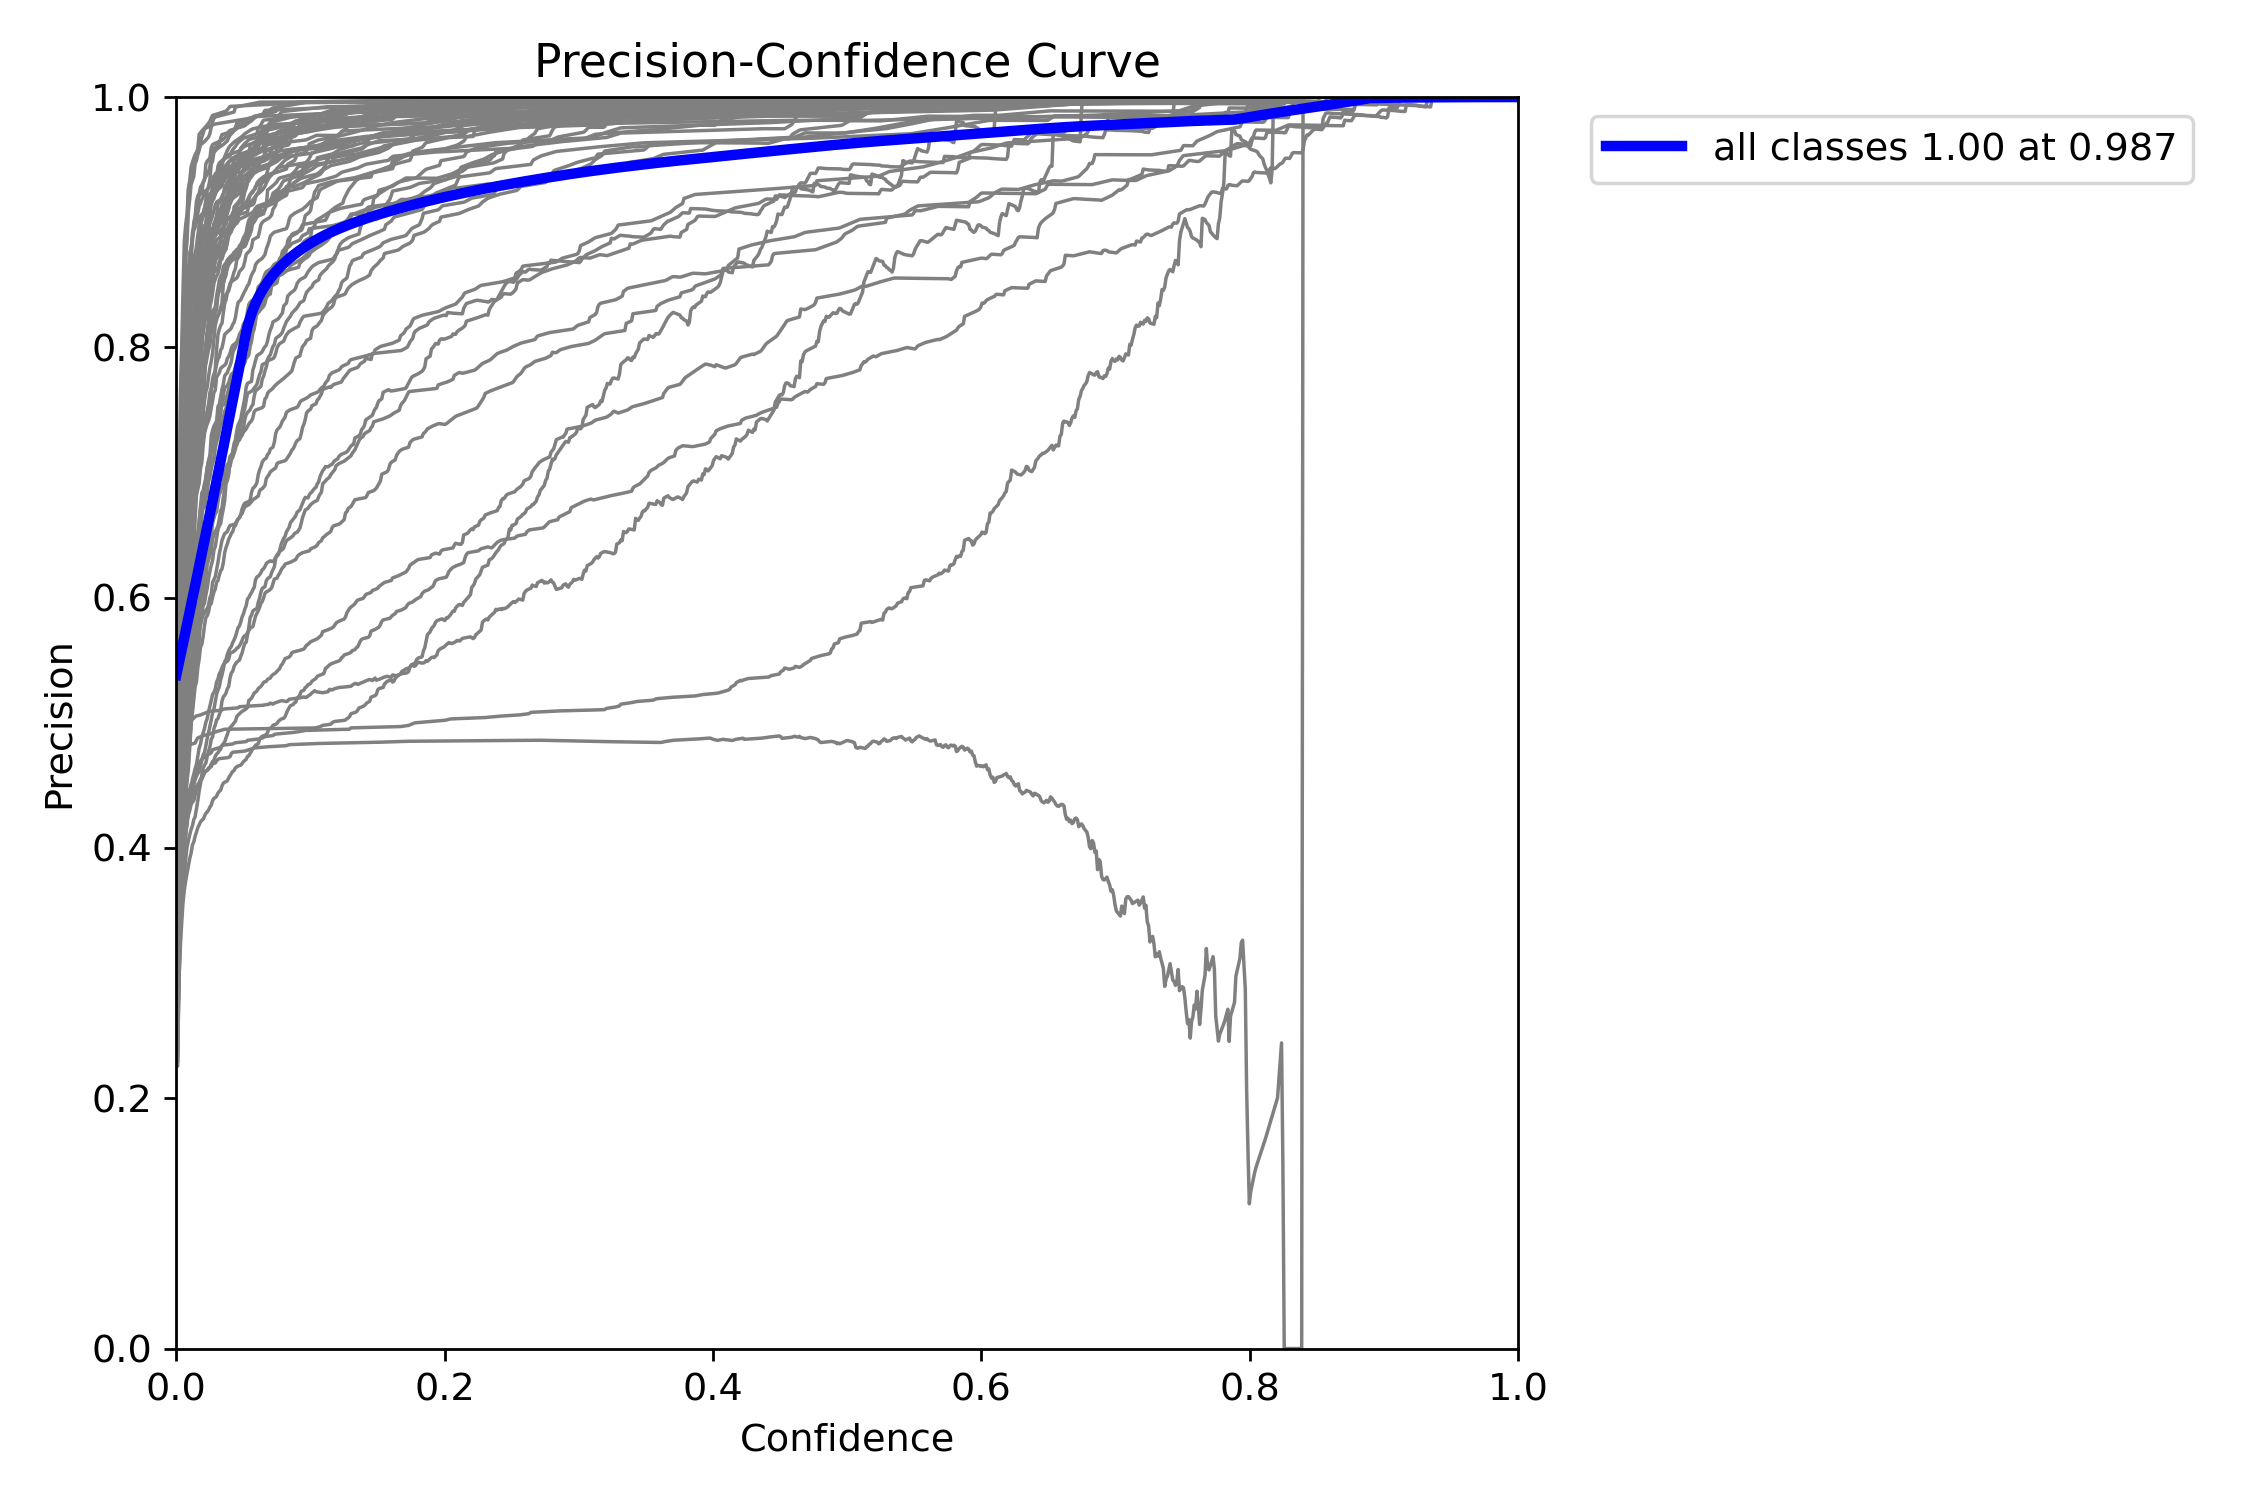 Precision-Confidence Curve
1.0
0.8
0.6
0.4
0.2
0.0
Precision
0.0 0.2 0.4 0.6 0.8 1.0
Confidence
all classes 1.00 at 0.987